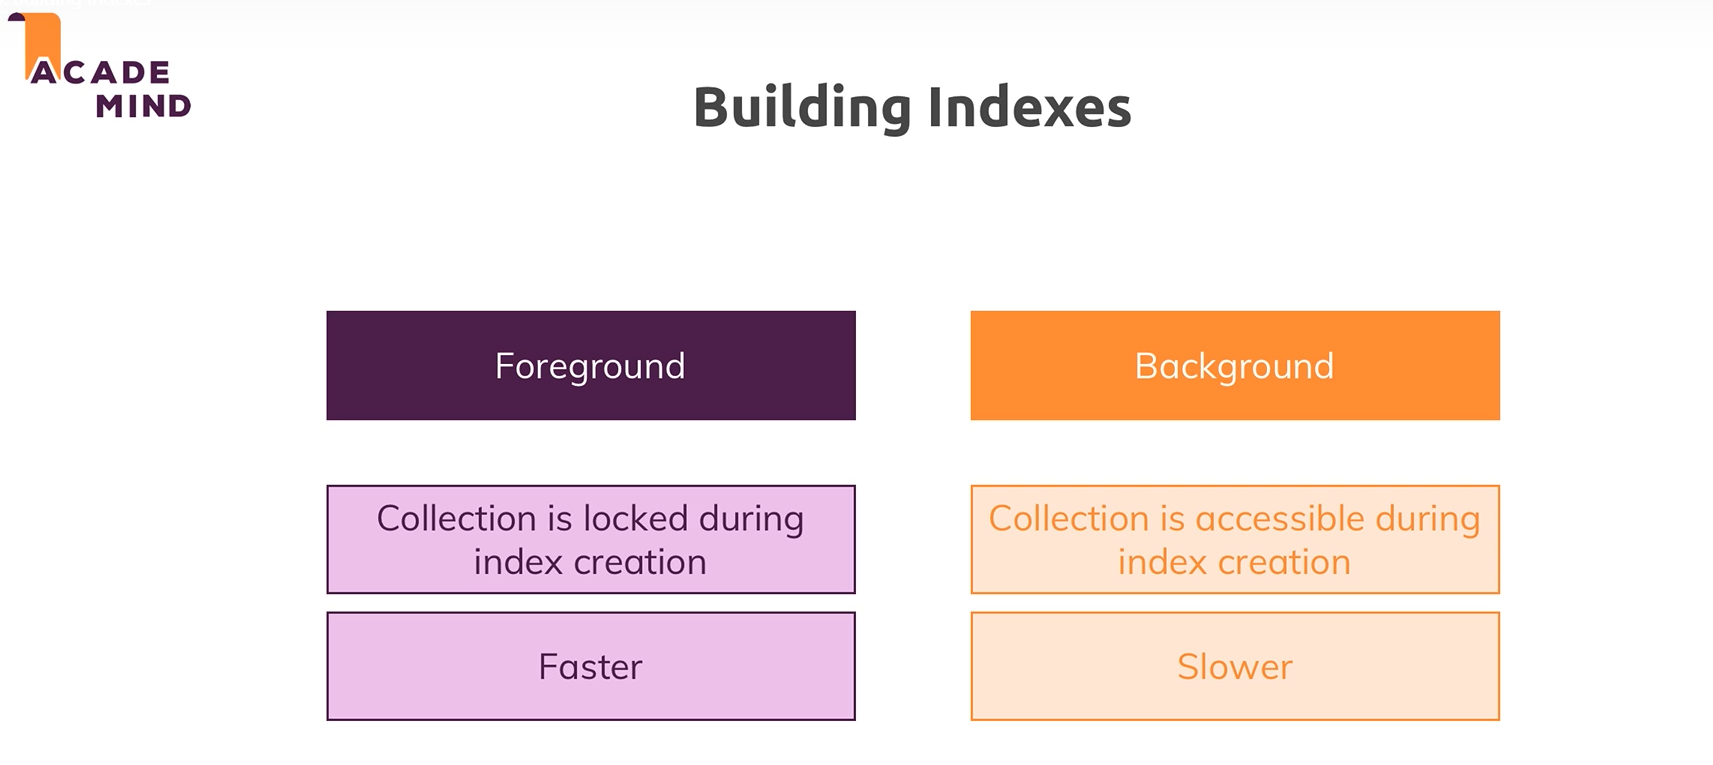 ACADE
MIND
Building Indexes
Foreground
Background
Collection is locked during
index creation
Collection is accessible during
index creation
Faster
Slower